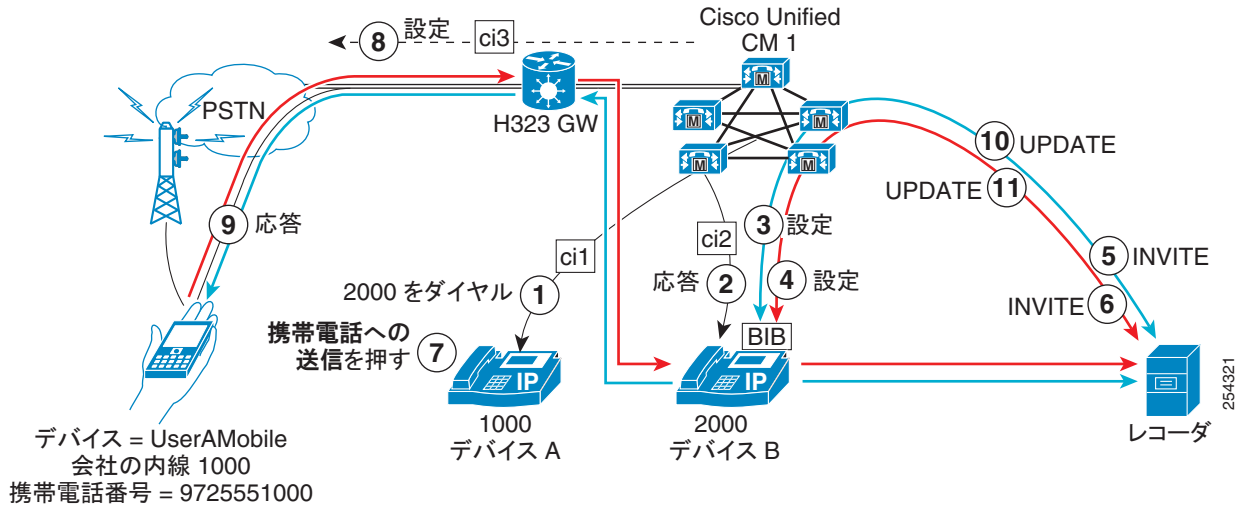 Cisco Unified
CM 1
8 設定
ci3
PSTN
H323 GW
M
M
M
M
M
10 UPDATE
UPDATE 11
9 応答
ci1
ci2
3 設定
応答 2
4 設定
5 INVITE
INVITE 6
2000 をダイヤル 1
携帯電話への
送信を押す 7
BIB
IP
IP
1000
デバイス A
2000
デバイス B
レコーダ
254321
デバイス = UserAMobile
会社の内線 1000
携帯電話番号 = 9725551000